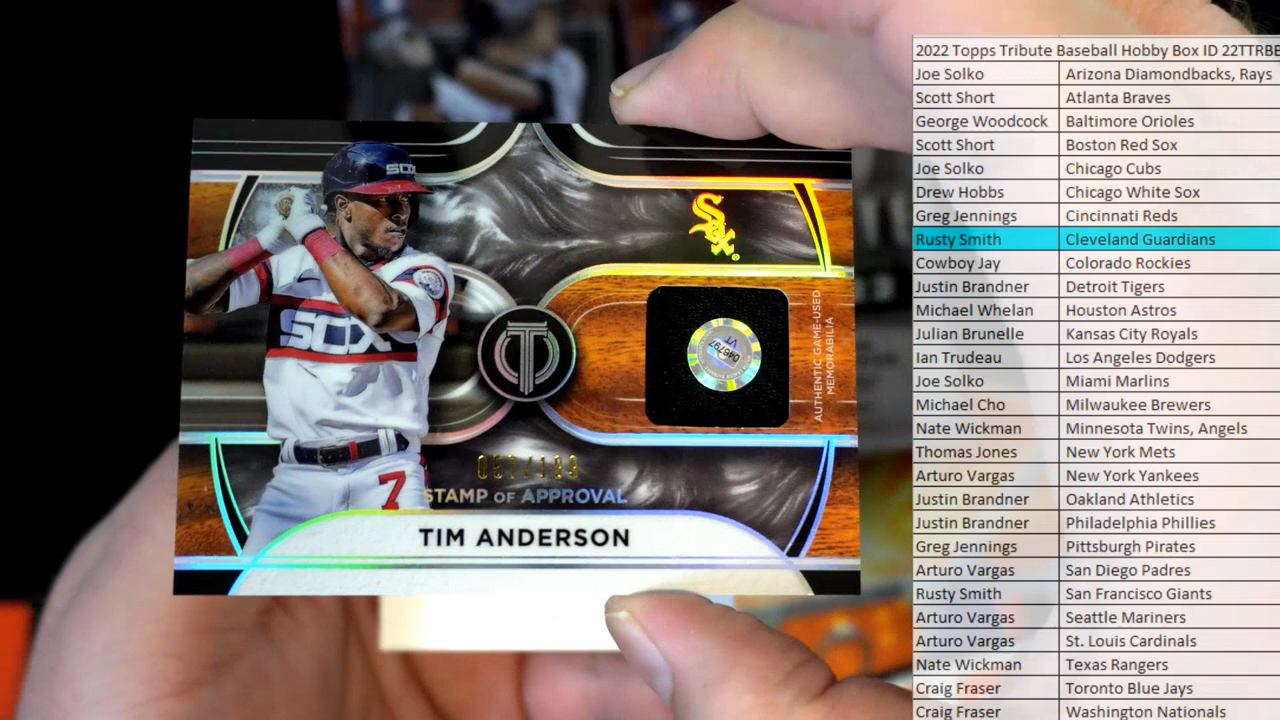 SOX
Sox
SOX
AUTHENTIC GAME-USED
MEMORABILIA
7
STAMP OF APPROVAL
TIM ANDERSON
2022 Topps Tribute Baseball Hobby Box ID 22TTRBB
Joe Solko Arizona Diamondbacks, Rays
Scott Short Atlanta Braves
George Woodcock Baltimore Orioles
Scott Short Boston Red Sox
Joe Solko Chicago Cubs
Drew Hobbs Chicago White Sox
Greg Jennings Cincinnati Reds
Rusty Smith Cleveland Guardians
Cowboy Jay Colorado Rockies
Justin Brandner Detroit Tigers
Michael Whelan Houston Astros
Julian Brunelle Kansas City Royals
Ian Trudeau Los Angeles Dodgers
Joe Solko Miami Marlins
Michael Cho Milwaukee Brewers
Nate Wickman Minnesota Twins, Angels
Thomas Jones New York Mets
Arturo Vargas New York Yankees
Justin Brandner Oakland Athletics
Justin Brandner Philadelphia Phillies
Greg Jennings Pittsburgh Pirates
Arturo Vargas San Diego Padres
Rusty Smith San Francisco Giants
Arturo Vargas Seattle Mariners
Arturo Vargas St. Louis Cardinals
Nate Wickman Texas Rangers
Craig Fraser Toronto Blue Jays
Craig Fraser Washington Nationals